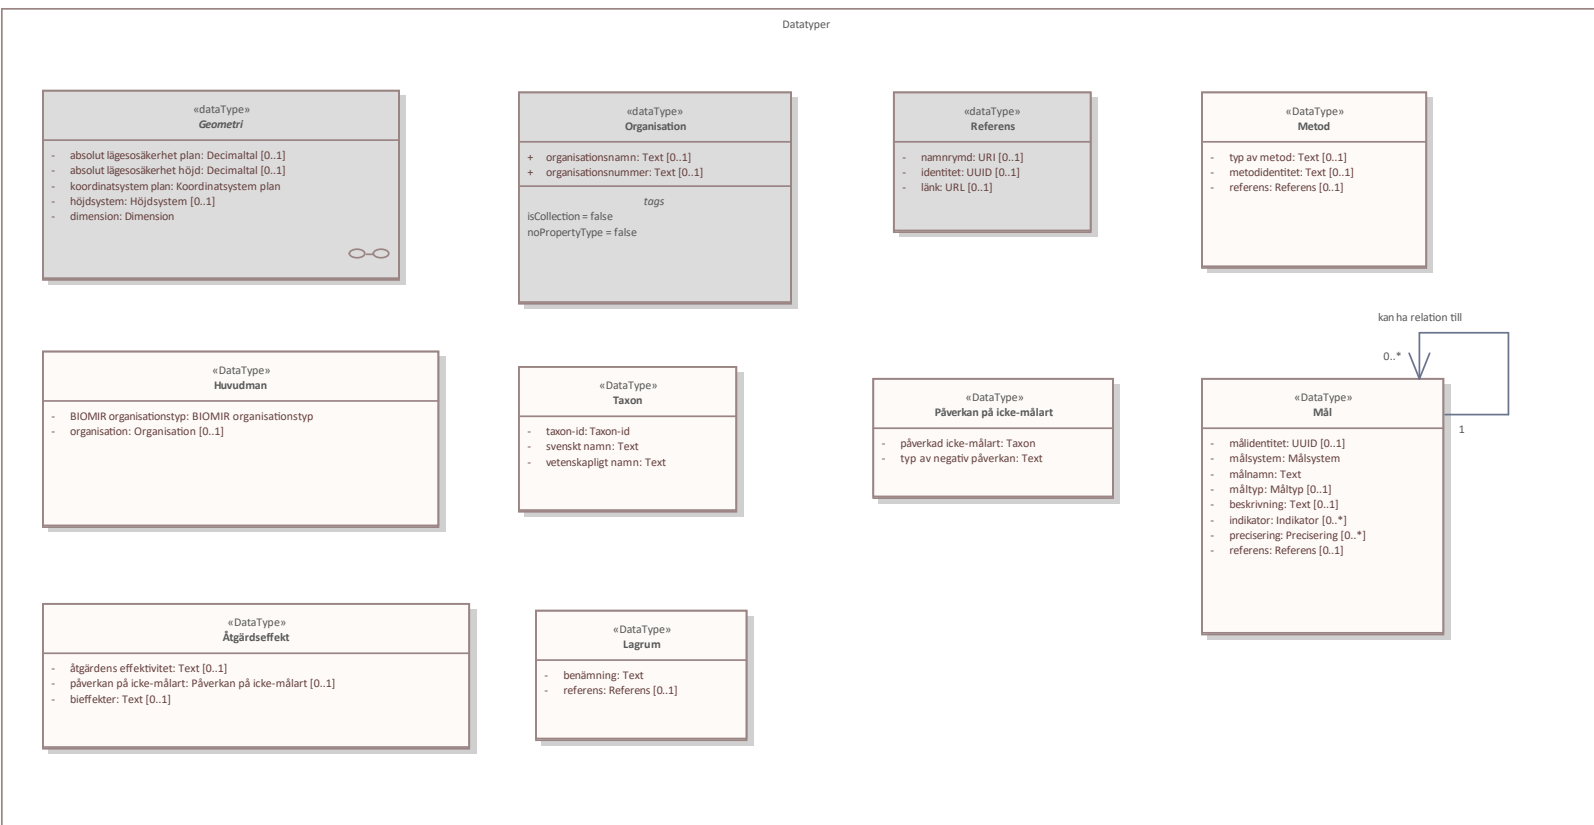 Datatyper
«dataType»
Geometri
- absolut lägesosäkerhet plan: Decimaltal [0..1]
- absolut lägesosäkerhet höjd: Decimaltal [0..1]
- koordinatsystem plan: Koordinatsystem plan
- höjdsystem: Höjdsystem [0..1]
- dimension: Dimension
«dataType»
Organisation
+ organisationsnamn: Text [0..1]
+ organisationsnummer: Text [0..1]
tags
isCollection = false
noPropertyType = false
«dataType»
Referens
- namnrymd: URI [0..1]
- identitet: UUID [0..1]
- länk: URL [0..1]
«DataType»
Metod
- typ av metod: Text [0..1]
- metodidentitet: Text [0..1]
- referens: Referens [0..1]
«DataType»
Huvudman
- BIOMIR organisationstyp: BIOMIR organisationstyp
- organisation: Organisation [0..1]
«DataType»
Taxon
- taxon-id: Taxon-id
- svenskt namn: Text
- vetenskapligt namn: Text
«DataType»
Påverkan på icke-målart
- påverkad icke-målart: Taxon
- typ av negativ påverkan: Text
kan ha relation till
0..*
1
«DataType»
Mål
- målidentitet: UUID [0..1]
- målsystem: Målsystem
- målnamn: Text
- måltyp: Måltyp [0..1]
- beskrivning: Text [0..1]
- indikator: Indikator [0..*]
- precisering: Precisering [0..*]
- referens: Referens [0..1]
«DataType»
Åtgärdseffekt
- åtgärdens effektivitet: Text [0..1]
- påverkan på icke-målart: Påverkan på icke-målart [0..1]
- bieffekter: Text [0..1]
«DataType»
Lagrum
- benämning: Text
- referens: Referens [0..1]